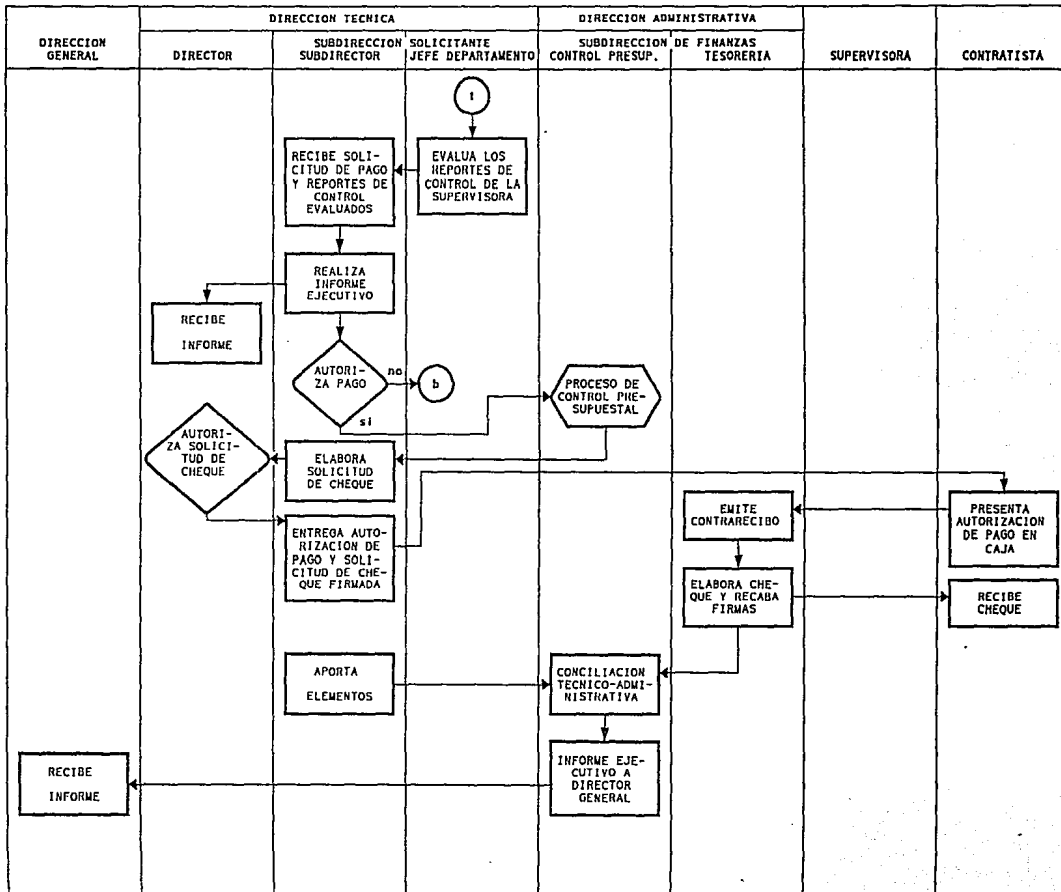 DIRECCION TECNICA
DIRECCION ADMINISTRATIVA
DIRECCION
GENERAL
DIRECTOR
SUBDIRECCION SOLICITANTE
SUBDIRECTOR
JEFE DEPARTAMENTO
SUBDIRECCION DE FINANZAS
CONTROL PRESUP.
TESORERIA
SUPERVISORA
CONTRATISTA
1
RECIBE SOLI-
CITUD DE PAGO
Y REPORTES DE
CONTROL
EVALUADOS
EVALUA LOS
REPORTES DE
CONTROL DE LA
SUPERVISORA
REALIZA
INFORME
EJECUTIVO
RECIBE
INFORME
AUTORI-
ZA PAGO
no
b
si
PROCESO DE
CONTROL PRE-
SUPUESTAL
AUTORI-
ZA SOLICI-
TUD DE
CHEQUE
ELABORA
SOLICITUD
DE CHEQUE
EMITE
CONTRARECIBO
PRESENTA
AUTORIZACION
DE PAGO EN
CAJA
ENTREGA AUTO-
RIZACION DE
PAGO Y SOLI-
CITUD DE CHE-
QUE FIRMADA
ELABORA CHE-
QUE Y RECABA
FIRMAS
RECIBE
CHEQUE
APORTA
ELEMENTOS
CONCILIACION
TECNICO-ADMI-
NISTRATIVA
RECIBE
INFORME
INFORME EJE-
CUTIVO A
DIRECTOR
GENERAL